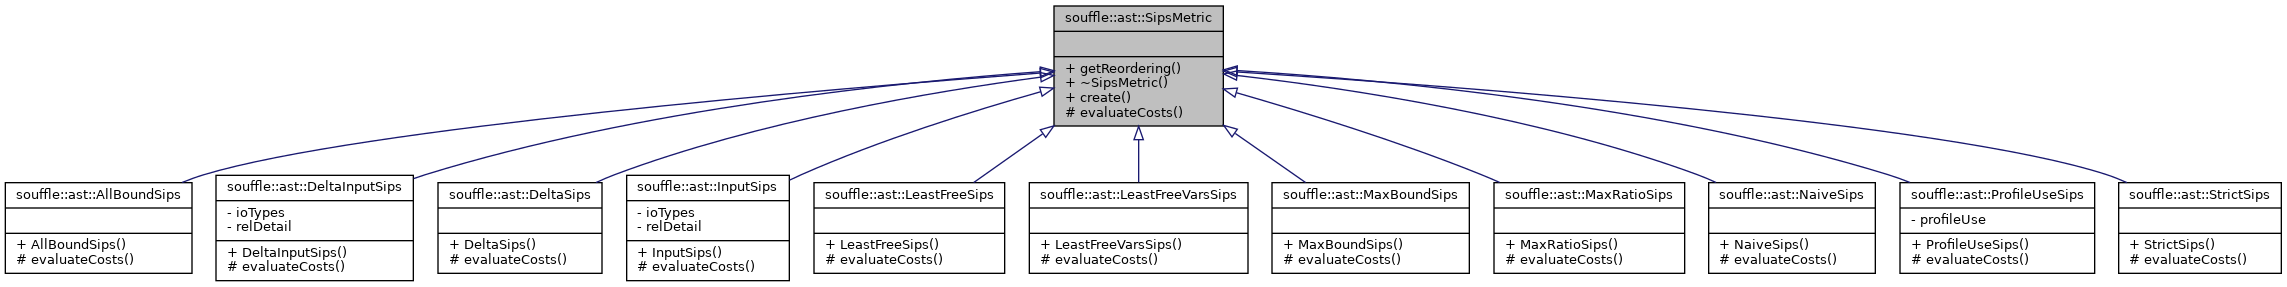 souffle::ast::SipsMetric
+ getReordering()
+ ~SipsMetric()
+ create()
# evaluateCosts()
souffle::ast::AllBoundSips
+ AllBoundSips()
# evaluateCosts()
souffle::ast::DeltaInputSips
- ioTypes
- relDetail
+ DeltaInputSips()
# evaluateCosts()
souffle::ast::DeltaSips
+ DeltaSips()
# evaluateCosts()
souffle::ast::InputSips
- ioTypes
- relDetail
+ InputSips()
# evaluateCosts()
souffle::ast::LeastFreeSips
+ LeastFreeSips()
# evaluateCosts()
souffle::ast::LeastFreeVarsSips
+ LeastFreeVarsSips()
# evaluateCosts()
souffle::ast::MaxBoundSips
+ MaxBoundSips()
# evaluateCosts()
souffle::ast::MaxRatioSips
+ MaxRatioSips()
# evaluateCosts()
souffle::ast::NaiveSips
+ NaiveSips()
# evaluateCosts()
souffle::ast::ProfileUseSips
- profileUse
+ ProfileUseSips()
# evaluateCosts()
souffle::ast::StrictSips
+ StrictSips()
# evaluateCosts()